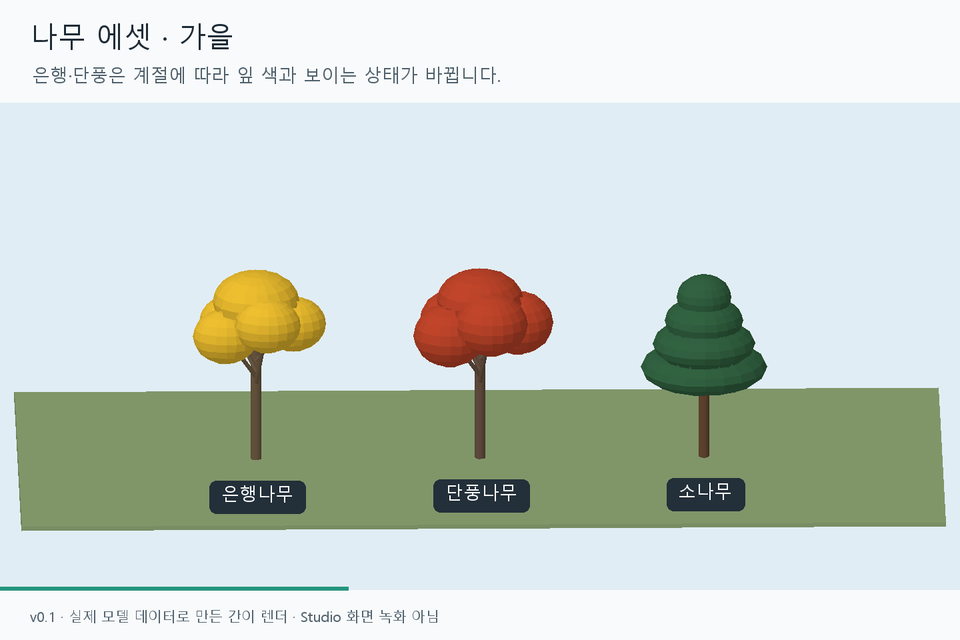 나무 에셋 · 가을
은행·단풍은 계절에 따라 잎 색과 보이는 상태가 바뀝니다.
은행나무
단풍나무
소나무
v0.1 · 실제 모델 데이터로 만든 간이 렌더 · Studio 화면 녹화 아님